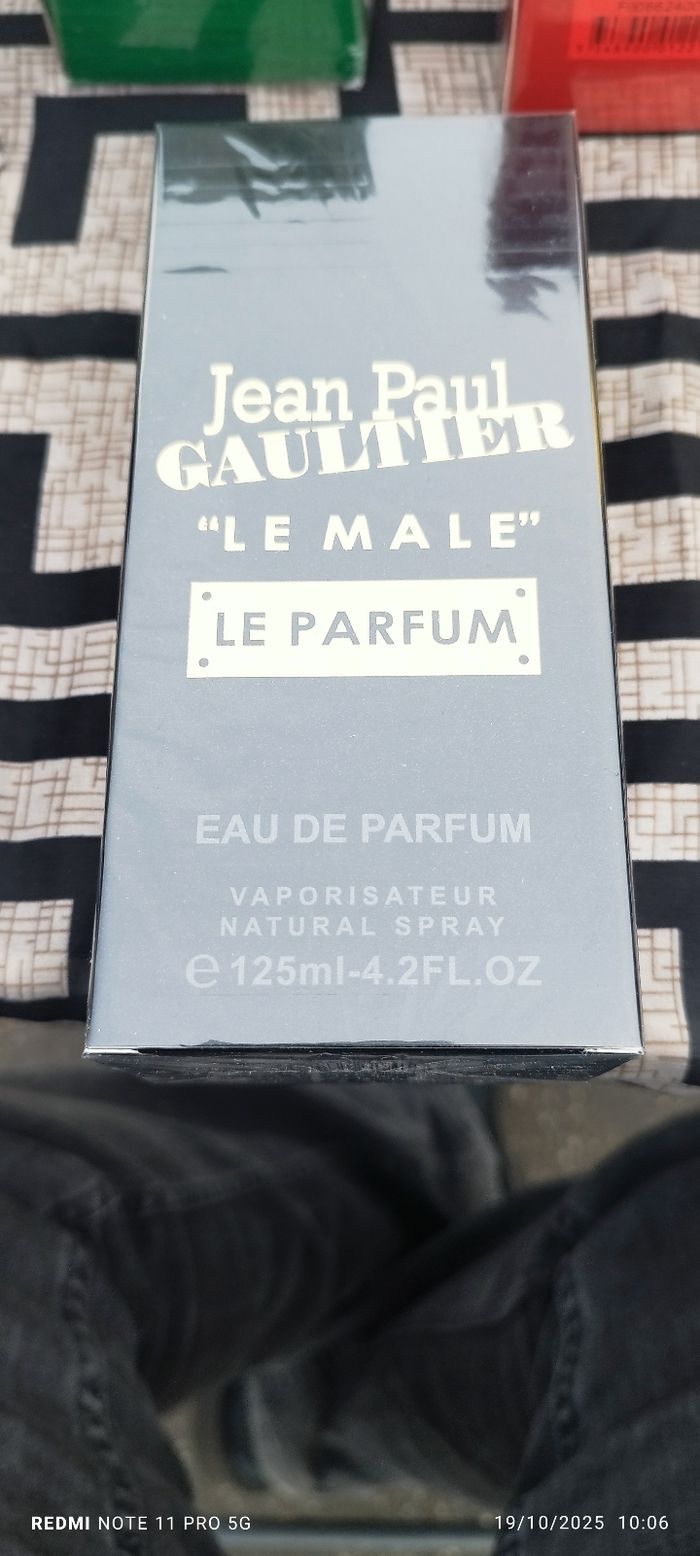 Jean Paul
GAULTIER
“LE MALE”
LE PARFUM
EAU DE PARFUM
VAPORISATEUR
NATURAL SPRAY
℮ 125ml-4.2FL.OZ
REDMI NOTE 11 PRO 5G
19/10/2025 10:06